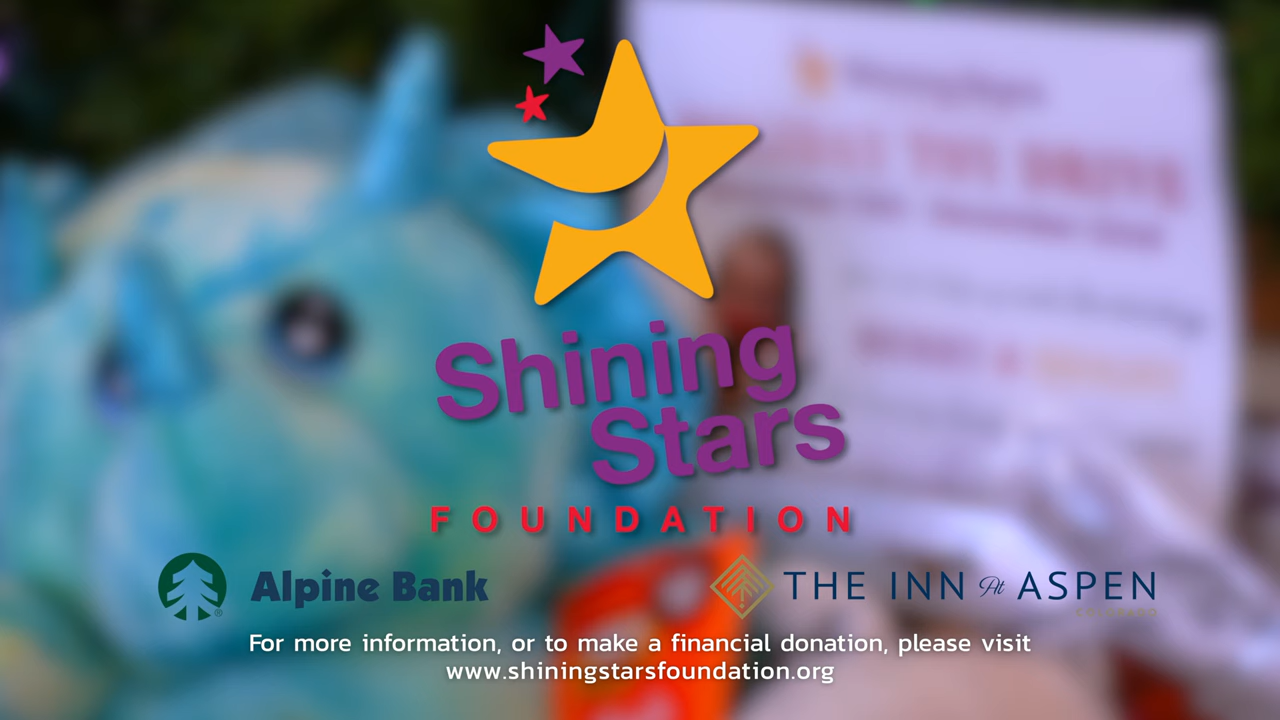 Shining
Stars
FOUNDATION
Alpine Bank
THE INN At ASPEN
COLORADO
For more information, or to make a financial donation, please visit
www.shiningstarsfoundation.org